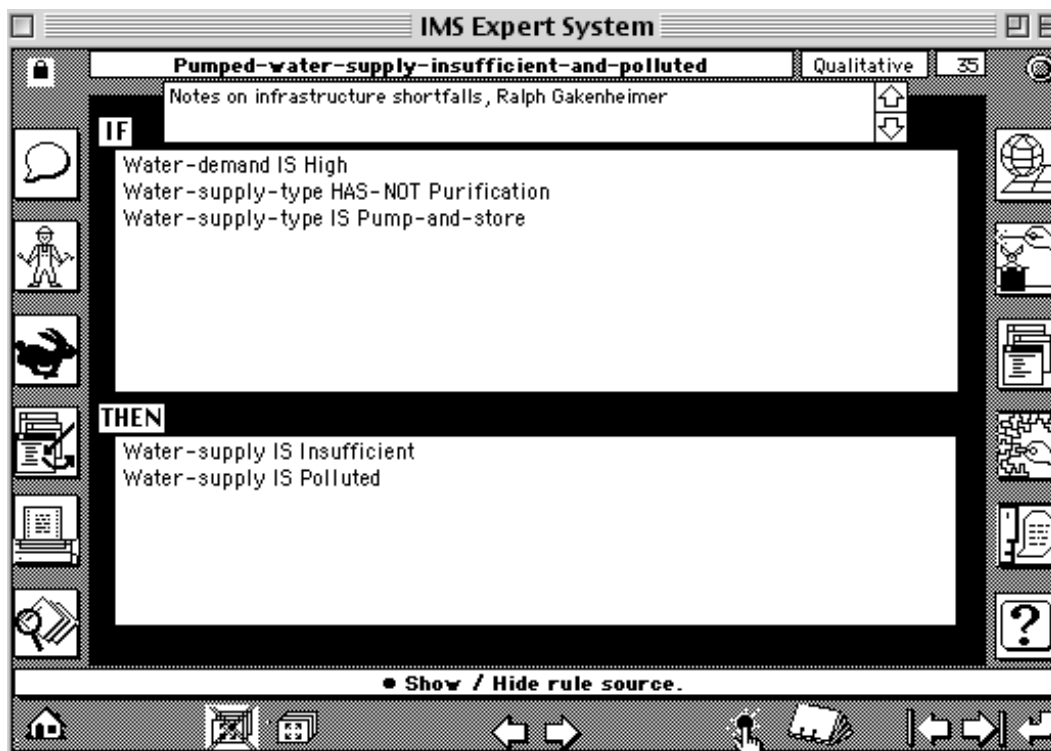 IMS Expert System
Pumped-water-supply-insufficient-and-polluted
Qualitative
35
Notes on infrastructure shortfalls, Ralph Gakenheimer
IF
Water-demand IS High
Water-supply-type HAS-NOT Purification
Water-supply-type IS Pump-and-store
THEN
Water-supply IS Insufficient
Water-supply IS Polluted
?
● Show / Hide rule source.